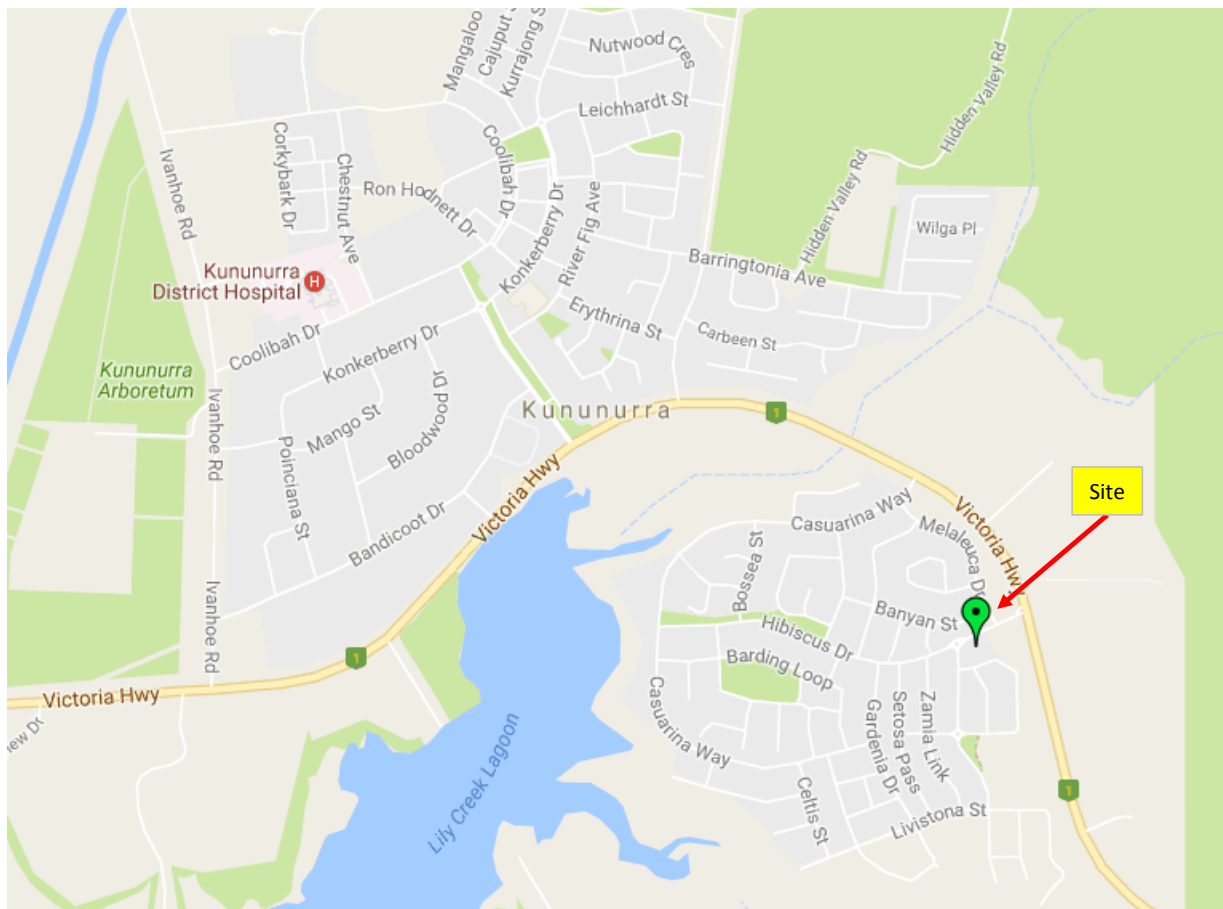 Mangaloo
Cajuput S
Kurrajong S
Nutwood Cres
Leichhardt St
Hidden Valley Rd
Corkybark Dr
Chestnut Ave
Ivanhoe Rd
Ron Hodnett Dr
Coolibah Dr
Konkerberry Dr
River Fig Ave
Hidden Valley Rd
Wilga Pl
Barringtonia Ave
Kununurra
District Hospital
H
Erythrina St
Carbeen St
Coolibah Dr
Konkerberry Dr
Kununurra
Arboretum
Ivanhoe Rd
Mango St
Bloodwood Dr
Kununurra
1
Poinciana St
Bandicoot Dr
Victoria Hwy
Site
Casuarina Way
Melaleuca Dr
Victoria Hwy
Bossea St
Banyan St
Ivanhoe Rd
Hibiscus Dr
Barding Loop
1
Victoria Hwy
ew Dr
Lily Creek Lagoon
Casuarina Way
Gardenia Dr
Setosa Pass
Zamia Link
Celtis St
Livistona St
1